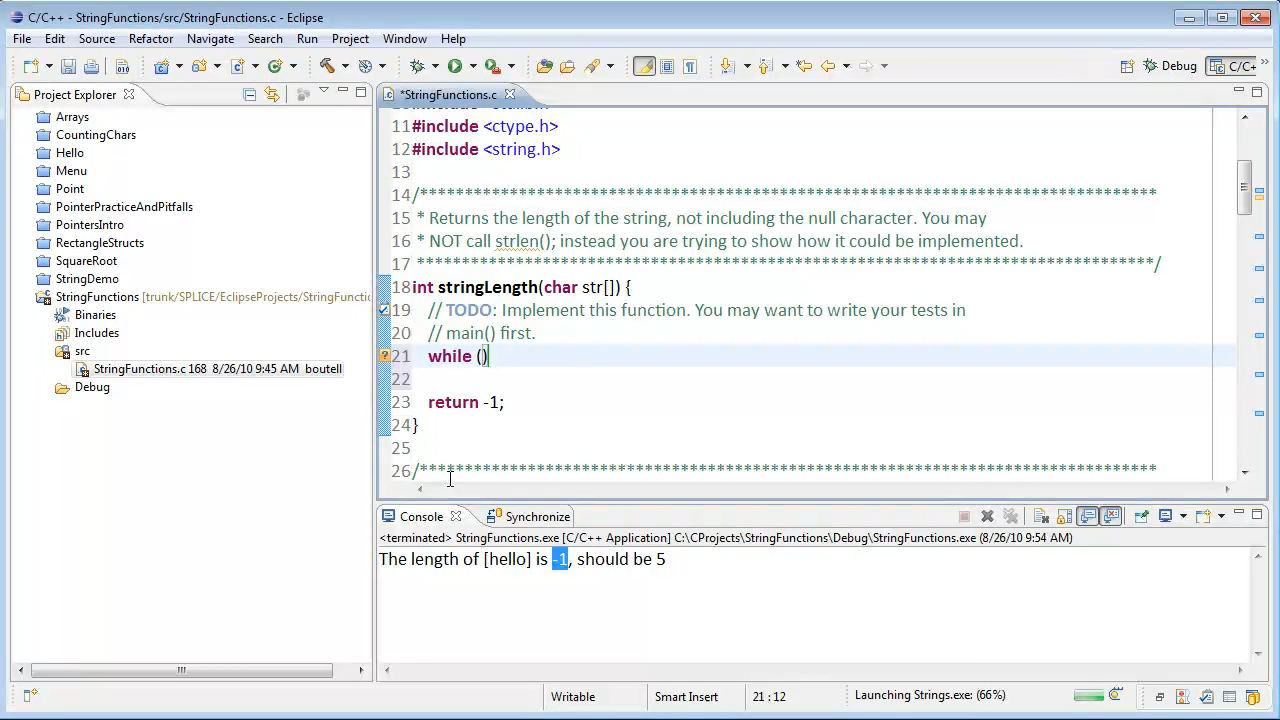 C/C++ - StringFunctions/src/StringFunctions.c - Eclipse
File Edit Source Refactor Navigate Search Run Project Window Help
Debug C/C++
Project Explorer
*StringFunctions.c
Arrays
CountingChars
Hello
Menu
Point
PointerPracticeAndPitfalls
PointersIntro
RectangleStructs
SquareRoot
StringDemo
StringFunctions [trunk/SPLICE/EclipseProjects/StringFunctio
Binaries
Includes
src
StringFunctions.c 168 8/26/10 9:45 AM boutell
Debug
11 #include <ctype.h>
12 #include <string.h>
13
14 /**********************************************************************************
15 * Returns the length of the string, not including the null character. You may
16 * NOT call strlen(); instead you are trying to show how it could be implemented.
17 **********************************************************************************/
18 int stringLength(char str[]) {
19 // TODO: Implement this function. You may want to write your tests in
20 // main() first.
21 while ()
22
23 return -1;
24 }
25
26 /**********************************************************************************
Console Synchronize
<terminated> StringFunctions.exe [C/C++ Application] C:\CProjects\StringFunctions\Debug\StringFunctions.exe (8/26/10 9:54 AM)
The length of [hello] is -1, should be 5
Writable Smart Insert 21 : 12 Launching Strings.exe: (66%)